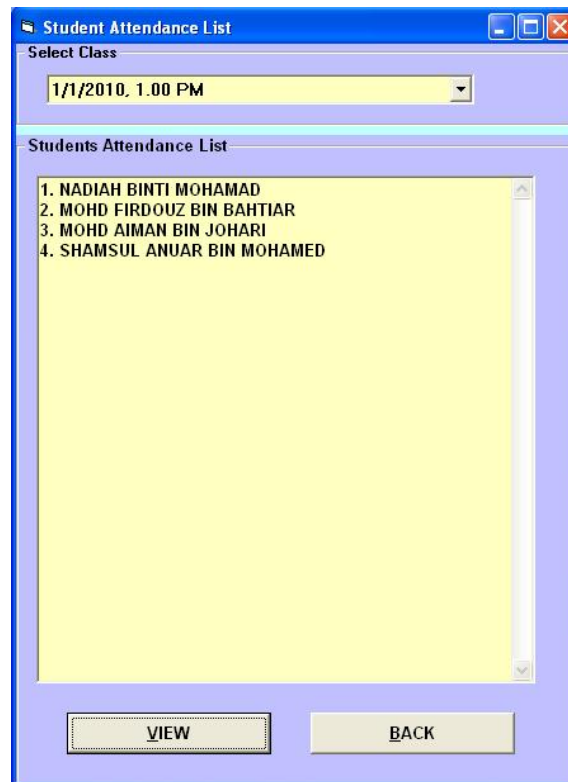 Student Attendance List
Select Class
1/1/2010, 1.00 PM
Students Attendance List
1. NADIAH BINTI MOHAMAD
2. MOHD FIRDOUZ BIN BAHTIAR
3. MOHD AIMAN BIN JOHARI
4. SHAMSUL ANUAR BIN MOHAMED
VIEW
BACK